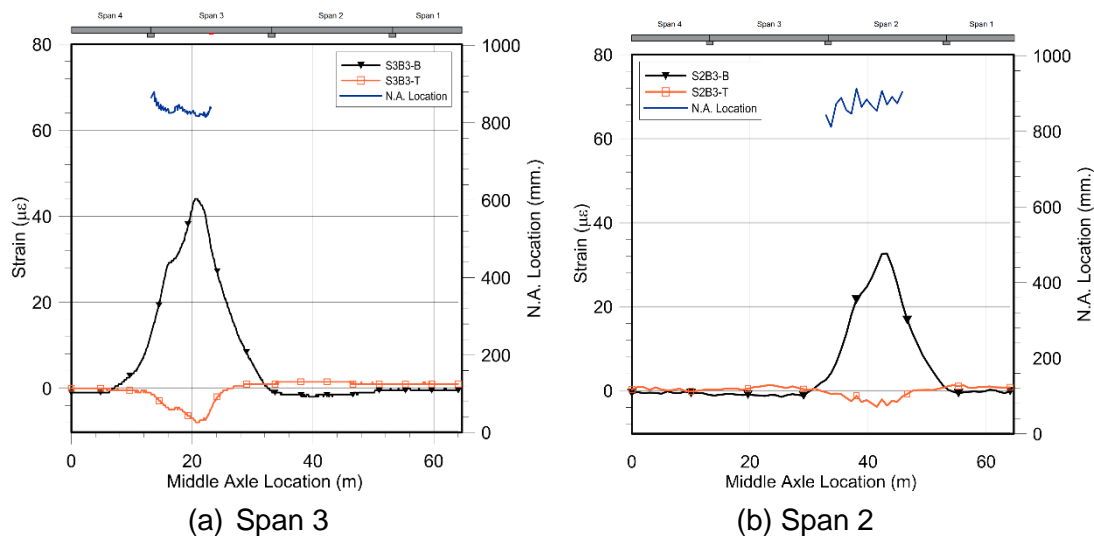 Span 4 Span 3 Span 2 Span 1
80
60
40
20
0
Strain (με)
S3B3-B
S3B3-T
N.A. Location
1000
800
600
400
200
0
N.A. Location (mm.)
0 20 40 60
Middle Axle Location (m)
(a) Span 3
Span 4 Span 3 Span 2 Span 1
80
60
40
20
0
Strain (με)
S2B3-B
S2B3-T
N.A. Location
1000
800
600
400
200
0
N.A. Location (mm.)
0 20 40 60
Middle Axle Location (m)
(b) Span 2